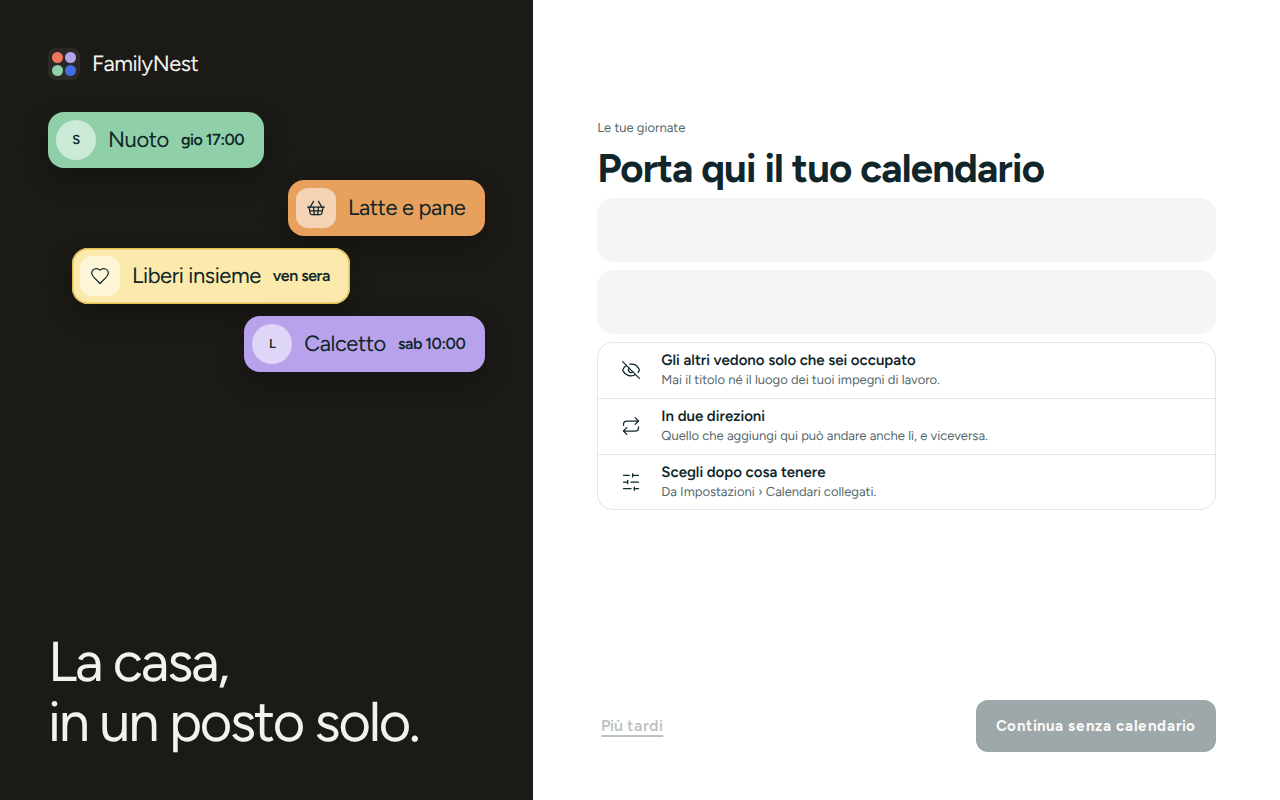 FamilyNest
S
Nuoto gio 17:00
Latte e pane
Liberi insieme ven sera
L
Calcetto sab 10:00
La casa,
in un posto solo.
Le tue giornate
Porta qui il tuo calendario
Gli altri vedono solo che sei occupato
Mai il titolo né il luogo dei tuoi impegni di lavoro.
In due direzioni
Quello che aggiungi qui può andare anche lì, e viceversa.
Scegli dopo cosa tenere
Da Impostazioni › Calendari collegati.
Più tardi
Continua senza calendario